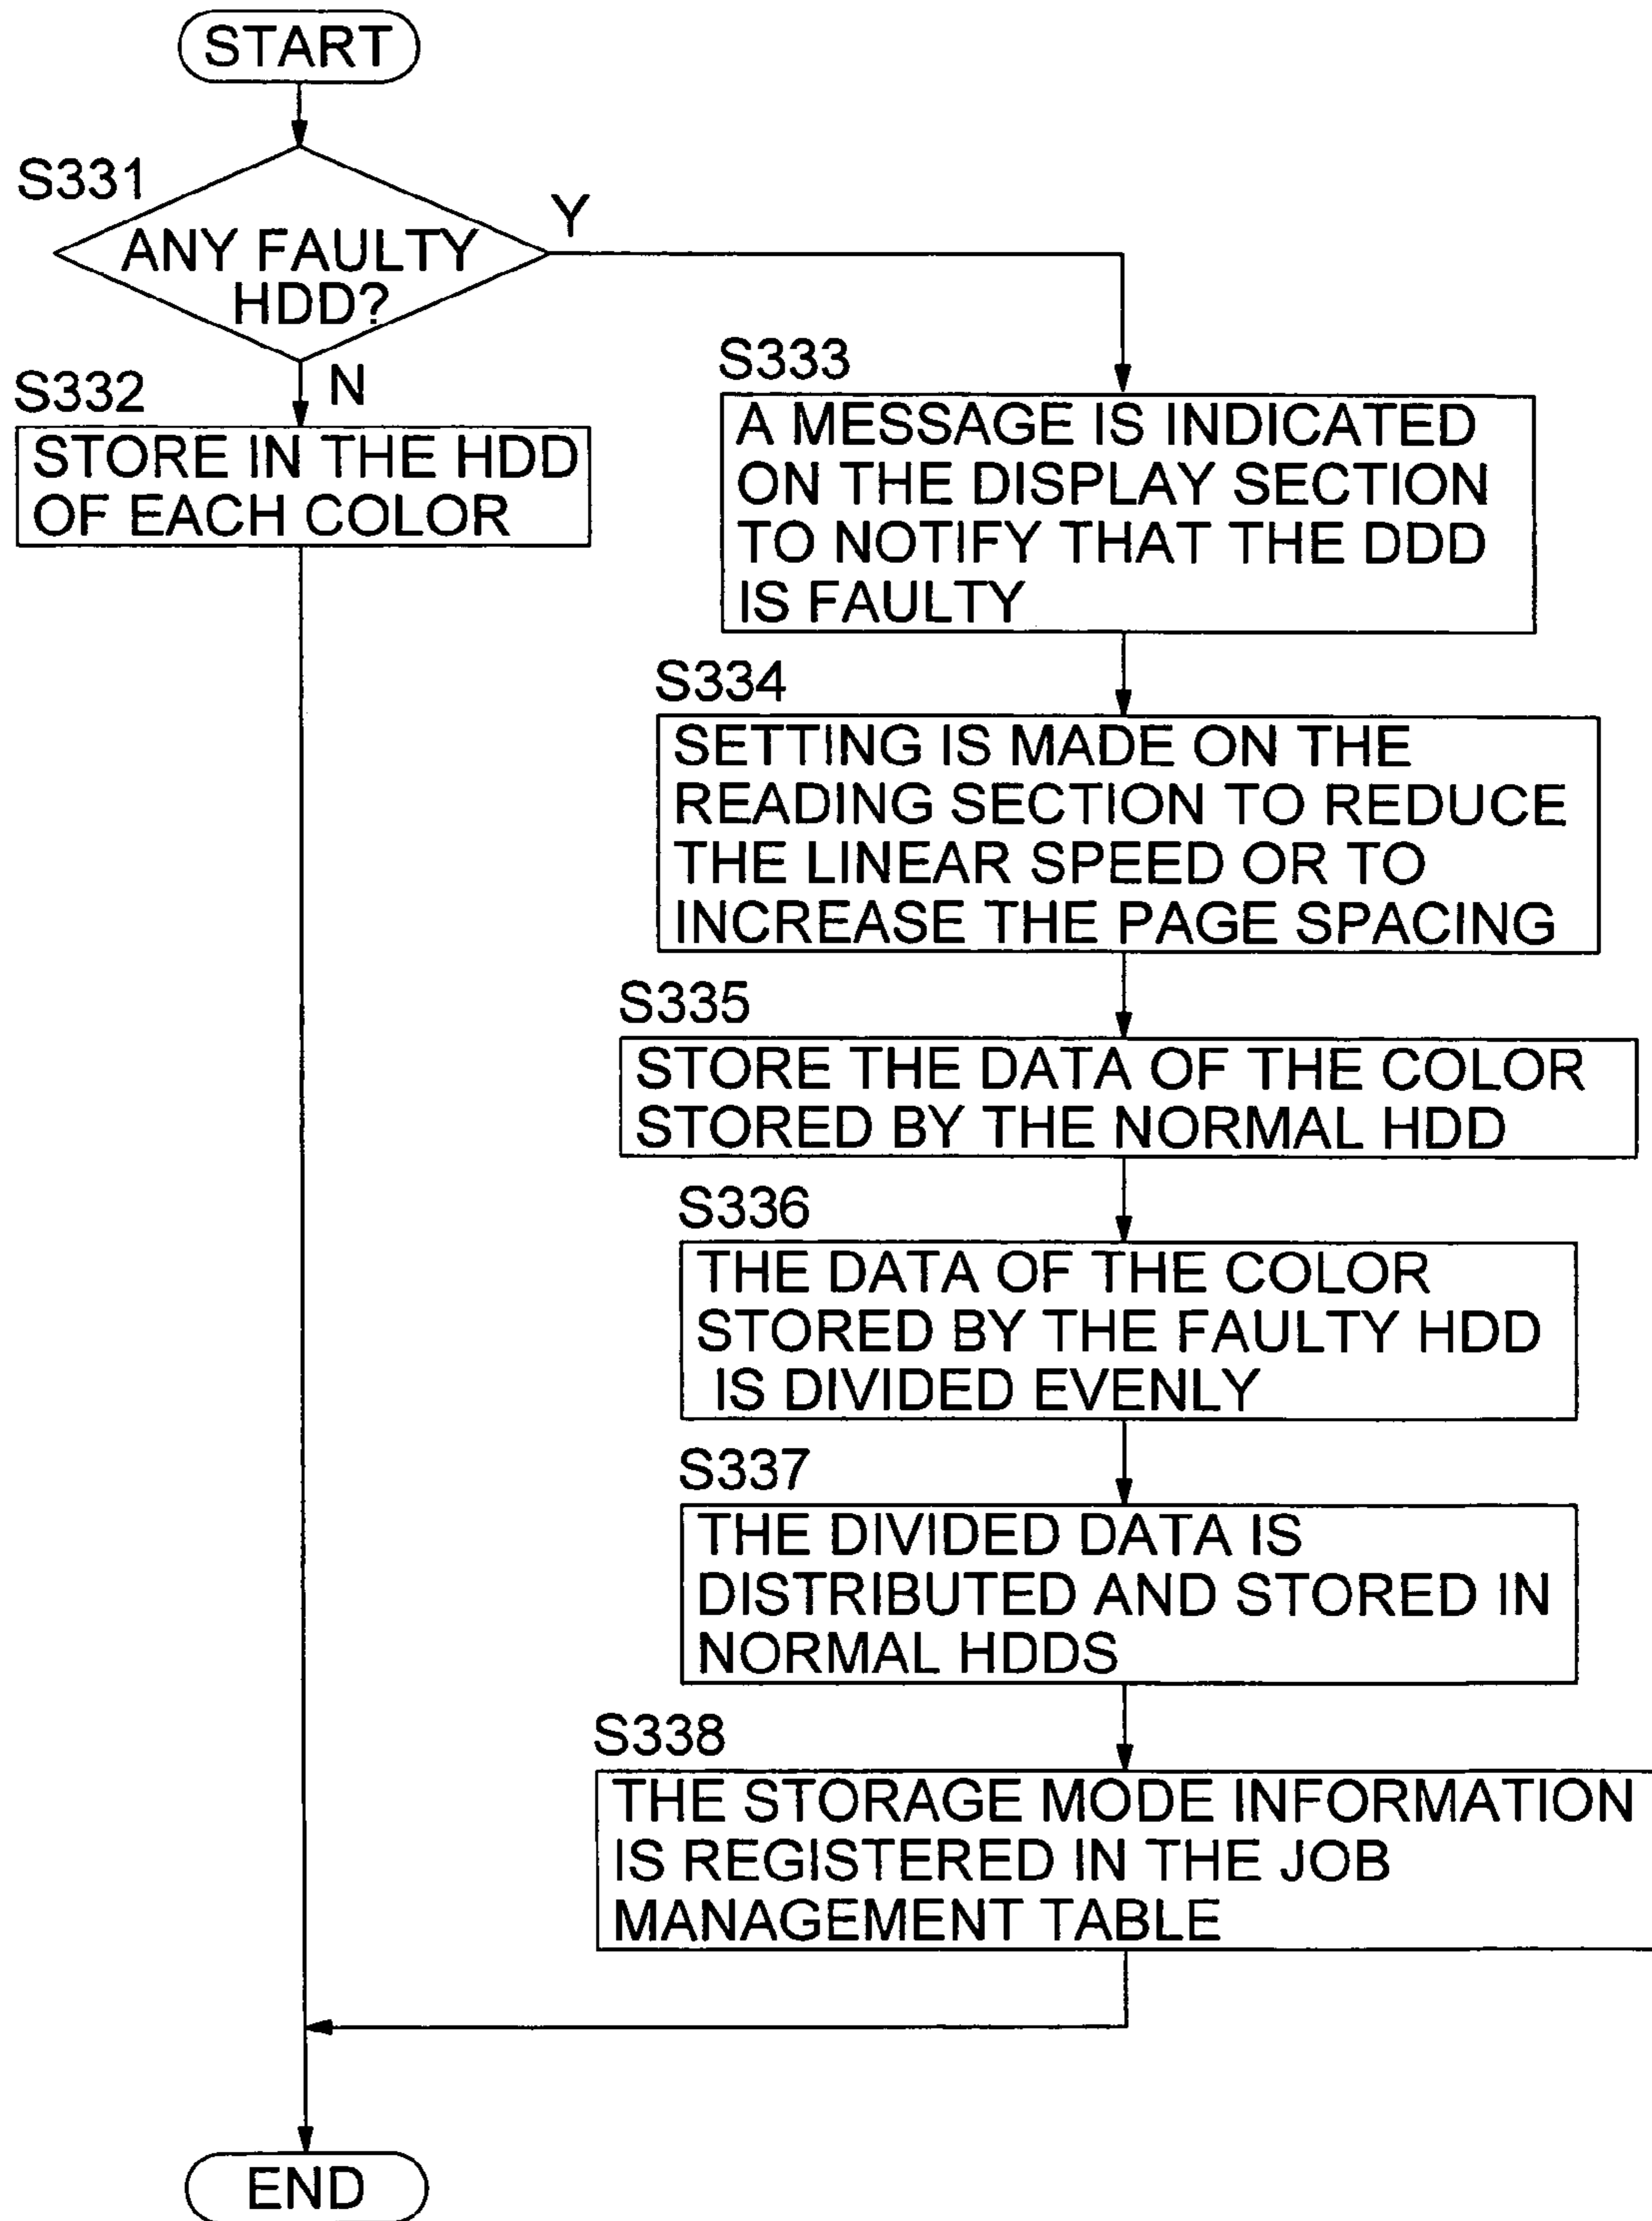 START
S331
ANY FAULTY
HDD?
Y
N
S332
STORE IN THE HDD
OF EACH COLOR
S333
A MESSAGE IS INDICATED
ON THE DISPLAY SECTION
TO NOTIFY THAT THE DDD
IS FAULTY
S334
SETTING IS MADE ON THE
READING SECTION TO REDUCE
THE LINEAR SPEED OR TO
INCREASE THE PAGE SPACING
S335
STORE THE DATA OF THE COLOR
STORED BY THE NORMAL HDD
S336
THE DATA OF THE COLOR
STORED BY THE FAULTY HDD
IS DIVIDED EVENLY
S337
THE DIVIDED DATA IS
DISTRIBUTED AND STORED IN
NORMAL HDDS
S338
THE STORAGE MODE INFORMATION
IS REGISTERED IN THE JOB
MANAGEMENT TABLE
END